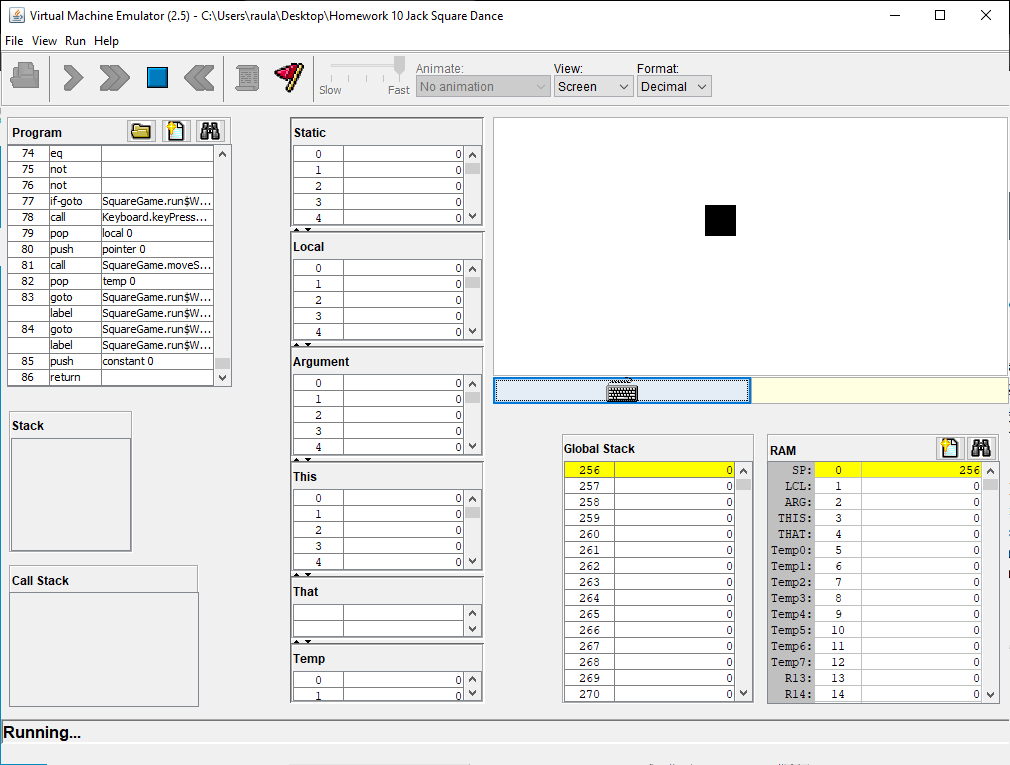 Virtual Machine Emulator (2.5) - C:\Users\raula\Desktop\Homework 10 Jack Square Dance
File View Run Help
Slow Fast
Animate:
No animation
View:
Screen
Format:
Decimal
Program
74 eq
75 not
76 not
77 if-goto SquareGame.run$W...
78 call Keyboard.keyPress...
79 pop local 0
80 push pointer 0
81 call SquareGame.moveS...
82 pop temp 0
83 goto SquareGame.run$W...
label SquareGame.run$W...
84 goto SquareGame.run$W...
label SquareGame.run$W...
85 push constant 0
86 return
Stack
Call Stack
Static
0 0
1 0
2 0
3 0
4 0
Local
0 0
1 0
2 0
3 0
4 0
Argument
0 0
1 0
2 0
3 0
4 0
This
0 0
1 0
2 0
3 0
4 0
That
Temp
0 0
1 0
Global Stack
256 0
257 0
258 0
259 0
260 0
261 0
262 0
263 0
264 0
265 0
266 0
267 0
268 0
269 0
270 0
RAM
SP: 0 256
LCL: 1 0
ARG: 2 0
THIS: 3 0
THAT: 4 0
Temp0: 5 0
Temp1: 6 0
Temp2: 7 0
Temp3: 8 0
Temp4: 9 0
Temp5: 10 0
Temp6: 11 0
Temp7: 12 0
R13: 13 0
R14: 14 0
Running...